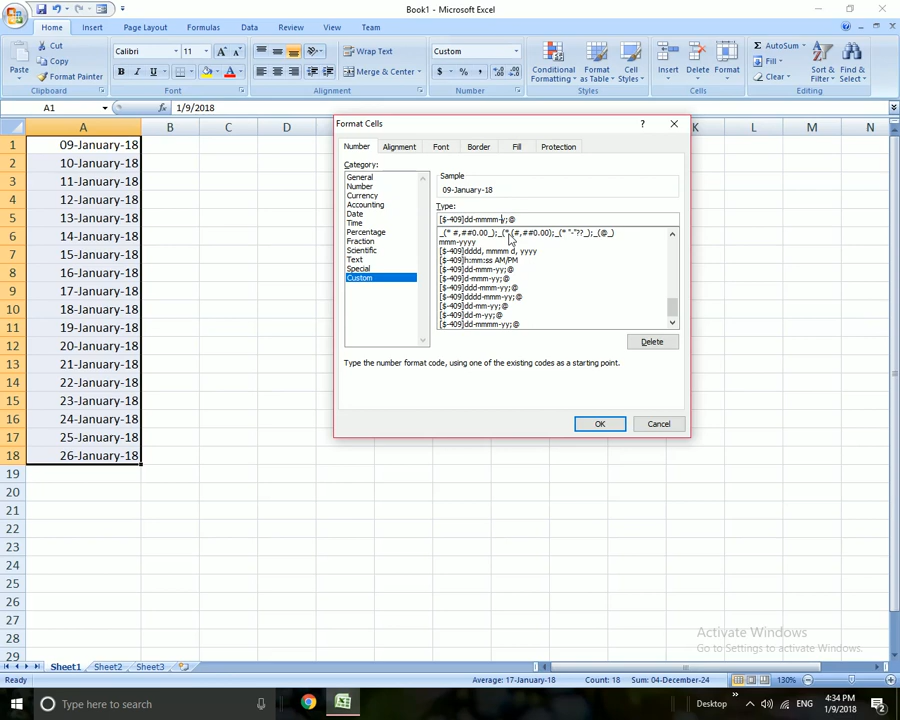 Book1 - Microsoft Excel
Home Insert Page Layout Formulas Data Review View Team
Paste
Cut
Copy
Format Painter
Clipboard
Calibri 11
B I U
Font
Wrap Text
Merge & Center
Alignment
Custom
$ % ,
Number
Conditional Formatting
Format as Table
Cell Styles
Styles
Insert Delete Format
Cells
AutoSum
Fill
Clear
Sort & Filter
Find & Select
Editing
A1 fx 1/9/2018
A B C D K L M N
1 09-January-18
2 10-January-18
3 11-January-18
4 12-January-18
5 13-January-18
6 14-January-18
7 15-January-18
8 16-January-18
9 17-January-18
10 18-January-18
11 19-January-18
12 20-January-18
13 21-January-18
14 22-January-18
15 23-January-18
16 24-January-18
17 25-January-18
18 26-January-18
19
20
21
22
23
24
25
26
27
28
29
Format Cells
?
Number Alignment Font Border Fill Protection
Category:
General
Number
Currency
Accounting
Date
Time
Percentage
Fraction
Scientific
Text
Special
Custom
Sample
09-January-18
Type:
[$-409]dd-mmmm-y;@
_(* #,##0.00_);_(* (#,##0.00);_(* "-"??_);_(@_)
mmm-yyyy
[$-409]dddd, mmmm d, yyyy
[$-409]h:mm:ss AM/PM
[$-409]dd-mmm-yy;@
[$-409]d-mmm-yy;@
[$-409]ddd-mmm-yy;@
[$-409]dddd-mmm-yy;@
[$-409]dd-mm-yy;@
[$-409]dd-m-yy;@
[$-409]dd-mmmm-yy;@
Delete
Type the number format code, using one of the existing codes as a starting point.
OK Cancel
Activate Windows
Go to Settings to activate Windows.
Sheet1 Sheet2 Sheet3
Ready Average: 17-January-18 Count: 18 Sum: 04-December-24 130%
Type here to search
Desktop
ENG
4:34 PM
1/9/2018
2